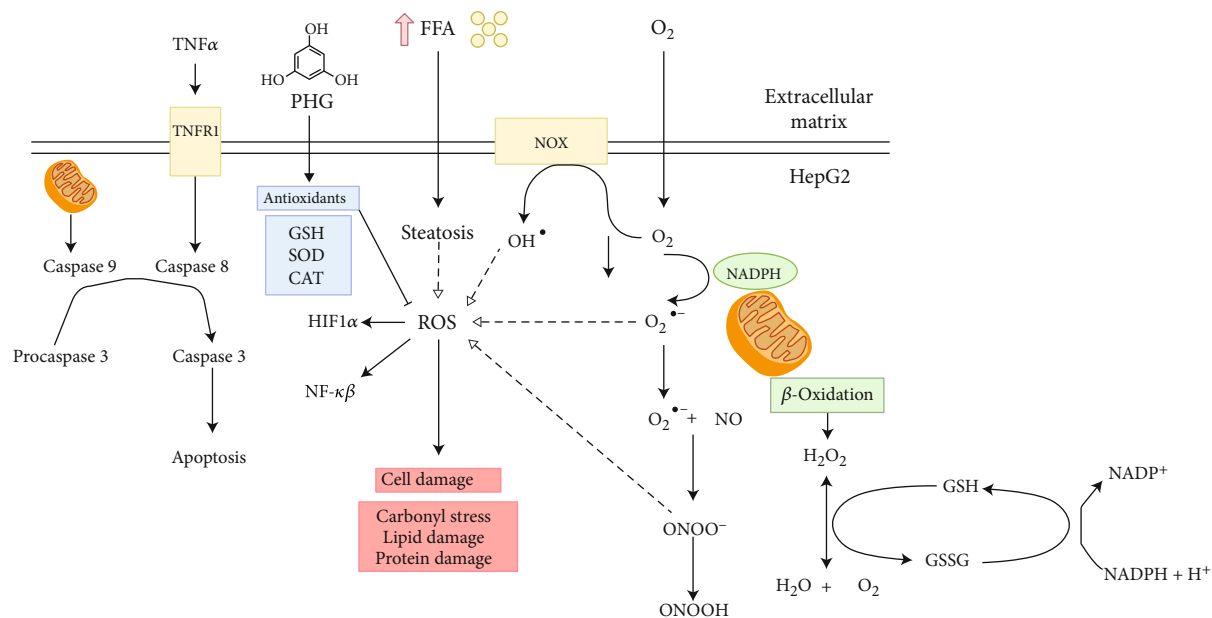 TNFα
OH
HO
OH
PHG
FFA
O₂
Extracellular
matrix
TNFR1
NOX
HepG2
Antioxidants
GSH
SOD
CAT
Steatosis
OH•
O₂
Caspase 9
Caspase 8
NADPH
HIF1α
ROS
O₂•⁻
Procaspase 3
Caspase 3
NF-κβ
β-Oxidation
O₂•⁻ + NO
Apoptosis
H₂O₂
Cell damage
GSH
NADP⁺
Carbonyl stress
Lipid damage
Protein damage
ONOO⁻
GSSG
H₂O + O₂
NADPH + H⁺
ONOOH